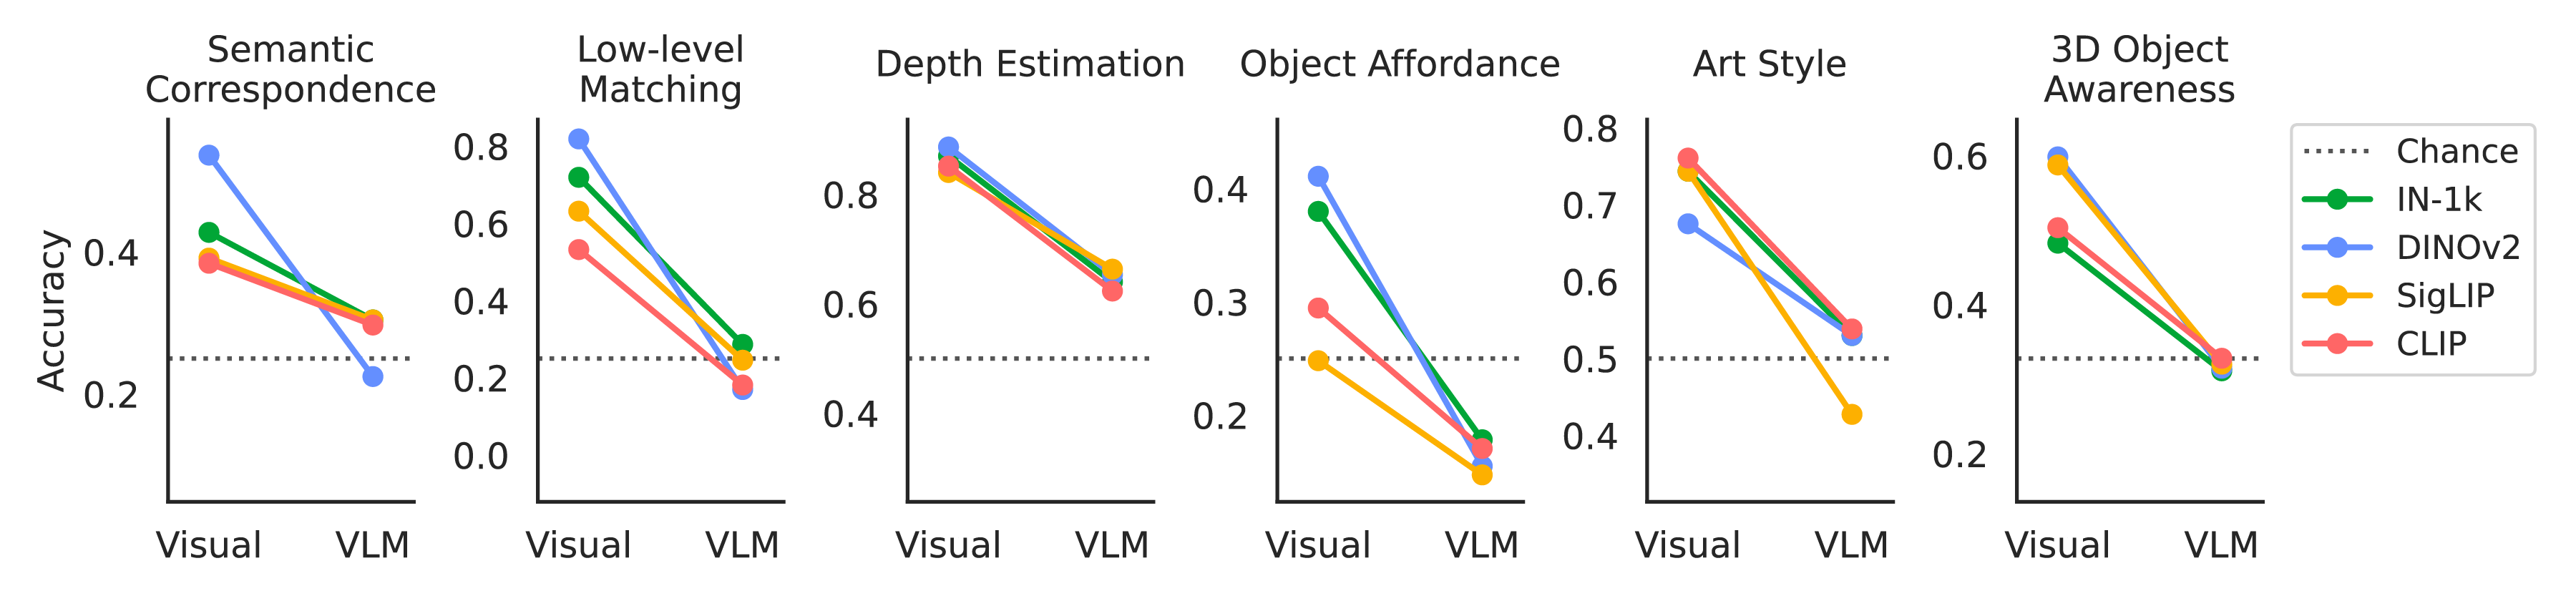 Semantic
Correspondence
Low-level
Matching
Depth Estimation
Object Affordance
Art Style
3D Object
Awareness
Accuracy
0.4
0.2
Visual
VLM
0.8
0.6
0.4
0.2
0.0
Visual
VLM
0.8
0.6
0.4
Visual
VLM
0.4
0.3
0.2
Visual
VLM
0.8
0.7
0.6
0.5
0.4
Visual
VLM
0.6
0.4
0.2
Visual
VLM
Chance
IN-1k
DINOv2
SigLIP
CLIP